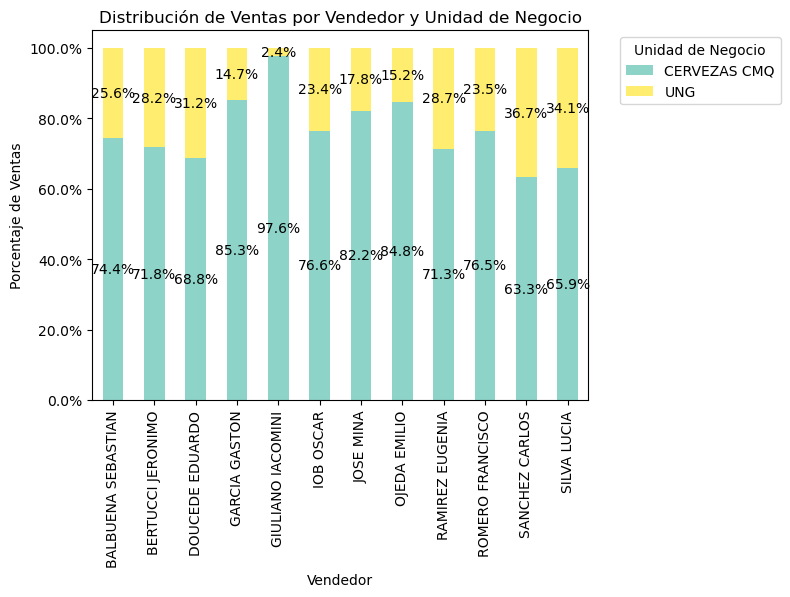 Distribución de Ventas por Vendedor y Unidad de Negocio
Unidad de Negocio
CERVEZAS CMQ
UNG
Porcentaje de Ventas
100.0%
80.0%
60.0%
40.0%
20.0%
0.0%
25.6%
28.2%
31.2%
14.7%
2.4%
23.4%
17.8%
15.2%
28.7%
23.5%
36.7%
34.1%
74.4%
71.8%
68.8%
85.3%
97.6%
76.6%
82.2%
84.8%
71.3%
76.5%
63.3%
65.9%
BALBUENA SEBASTIAN
BERTUCCI JERONIMO
DOUCEDE EDUARDO
GARCIA GASTON
GIULIANO IACOMINI
IOB OSCAR
JOSE MINA
OJEDA EMILIO
RAMIREZ EUGENIA
ROMERO FRANCISCO
SANCHEZ CARLOS
SILVA LUCIA
Vendedor